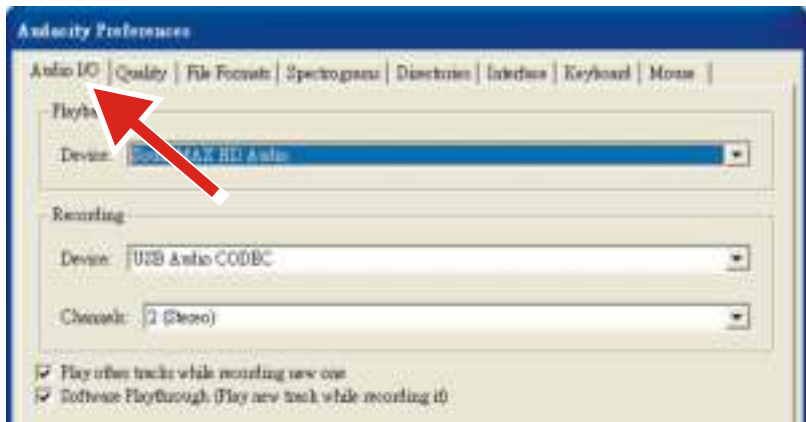 Audacity Preferences
Audio I/O | Quality | File Formats | Spectrograms | Directories | Interface | Keyboard | Mouse |
Device: MAX HD Audio
Recording
Device: USB Audio CODEC
Channels: 2 (Stereo)
Play other tracks while recording new one
Software Playthrough (Play new track while recording it)